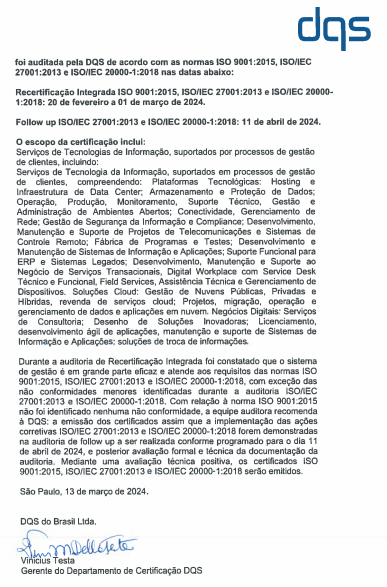 dqs
foi auditada pela DQS de acordo com as normas ISO 9001:2015, ISO/IEC
27001:2013 e ISO/IEC 20000-1:2018 nas datas abaixo:
Recertificação Integrada ISO 9001:2015, ISO/IEC 27001:2013 e ISO/IEC 20000-
1:2018: 20 de fevereiro a 01 de março de 2024.
Follow up ISO/IEC 27001:2013 e ISO/IEC 20000-1:2018: 11 de abril de 2024.
O escopo da certificação inclui:
Serviços de Tecnologias de Informação, suportados por processos de gestão
de clientes, incluindo:
Serviços de Tecnologia da Informação, suportados em processos de gestão
de clientes, compreendendo: Plataformas Tecnológicas: Hosting e
Infraestrutura de Data Center; Armazenamento e Proteção de Dados;
Operação, Produção, Monitoramento, Suporte Técnico, Gestão e
Administração de Ambientes Abertos; Conectividade, Gerenciamento de
Rede; Gestão de Segurança da Informação e Compliance; Desenvolvimento,
Manutenção e Suporte de Projetos de Telecomunicações e Sistemas de
Controle Remoto; Fábrica de Programas e Testes; Desenvolvimento e
Manutenção de Sistemas de Informação e Aplicações; Suporte Funcional para
ERP e Sistemas Legados; Desenvolvimento, Manutenção e Suporte ao
Negócio de Serviços Transacionais, Digital Workplace com Service Desk
Técnico e Funcional, Field Services, Assistência Técnica e Gerenciamento de
Dispositivos. Soluções Cloud: Gestão de Nuvens Públicas, Privadas e
Híbridas, revenda de serviços cloud; Projetos, migração, operação e
gerenciamento de dados e aplicações em nuvem. Negócios Digitais: Serviços
de Consultoria; Desenho de Soluções Inovadoras; Licenciamento,
desenvolvimento ágil de aplicações, manutenção e suporte de Sistemas de
Informação e Aplicações; soluções de troca de informações.
Durante a auditoria de Recertificação Integrada foi constatado que o sistema
de gestão é em grande parte eficaz e atende aos requisitos das normas ISO
9001:2015, ISO/IEC 27001:2013 e ISO/IEC 20000-1:2018, com exceção das
não conformidades menores identificadas durante a auditoria ISO/IEC
27001:2013 e ISO/IEC 20000-1:2018. Com relação à norma ISO 9001:2015
não foi identificado nenhuma não conformidade, a equipe auditora recomenda
à DQS: a emissão dos certificados assim que a implementação das ações
corretivas ISO/IEC 27001:2013 e ISO/IEC 20000-1:2018 forem demonstradas
na auditoria de follow up a ser realizada conforme programado para o dia 11
de abril de 2024, e posterior avaliação formal e técnica da documentação da
auditoria. Mediante uma avaliação técnica positiva, os certificados ISO
9001:2015, ISO/IEC 27001:2013 e ISO/IEC 20000-1:2018 serão emitidos.
São Paulo, 13 de março de 2024.
DQS do Brasil Ltda.
Vinicius Testa
Gerente do Departamento de Certificação DQS